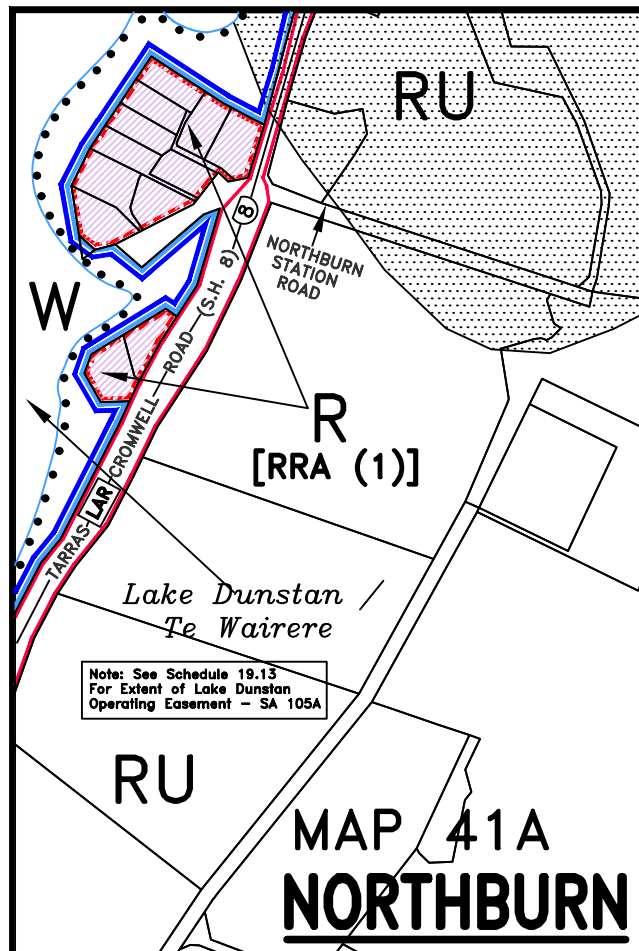 RU
8
NORTHBURN
STATION
ROAD
W
R
[RRA (1)]
TARRAS-LAR-CROMWELL-ROAD-(S.H. 8)
Lake Dunstan /
Te Wairere
Note: See Schedule 19.13
For Extent of Lake Dunstan
Operating Easement - SA 105A
RU
MAP 41A
NORTHBURN